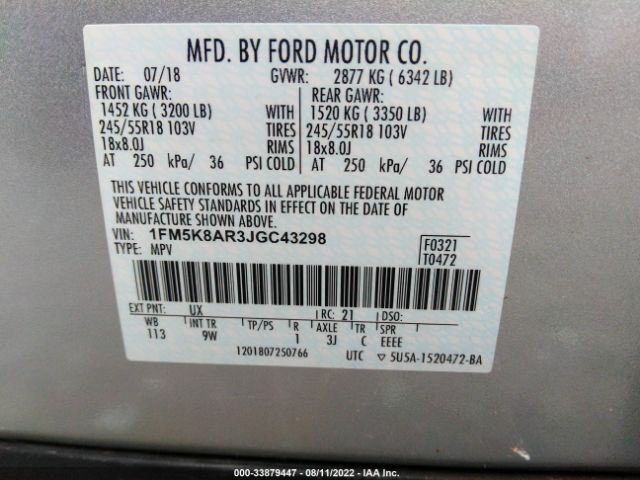 MFD. BY FORD MOTOR CO.
DATE: 07/18 GVWR: 2877 KG ( 6342 LB)
FRONT GAWR: REAR GAWR:
1452 KG ( 3200 LB) WITH 1520 KG ( 3350 LB) WITH
245/55R18 103V TIRES 245/55R18 103V TIRES
18x8.0J RIMS 18x8.0J RIMS
AT 250 kPa/ 36 PSI COLD AT 250 kPa/ 36 PSI COLD
THIS VEHICLE CONFORMS TO ALL APPLICABLE FEDERAL MOTOR
VEHICLE SAFETY STANDARDS IN EFFECT ON THE DATE OF
MANUFACTURE SHOWN ABOVE.
VIN: 1FM5K8AR3JGC43298 F0321
TYPE: MPV T0472
EXT PNT: UX RC: 21 DSO:
WB INT TR TP/PS R AXLE TR SPR
113 9W 1 3J C EEEE
1201807250766 UTC ▽ 5U5A-1520472-BA
000-33879447 - 08/11/2022 - IAA Inc.